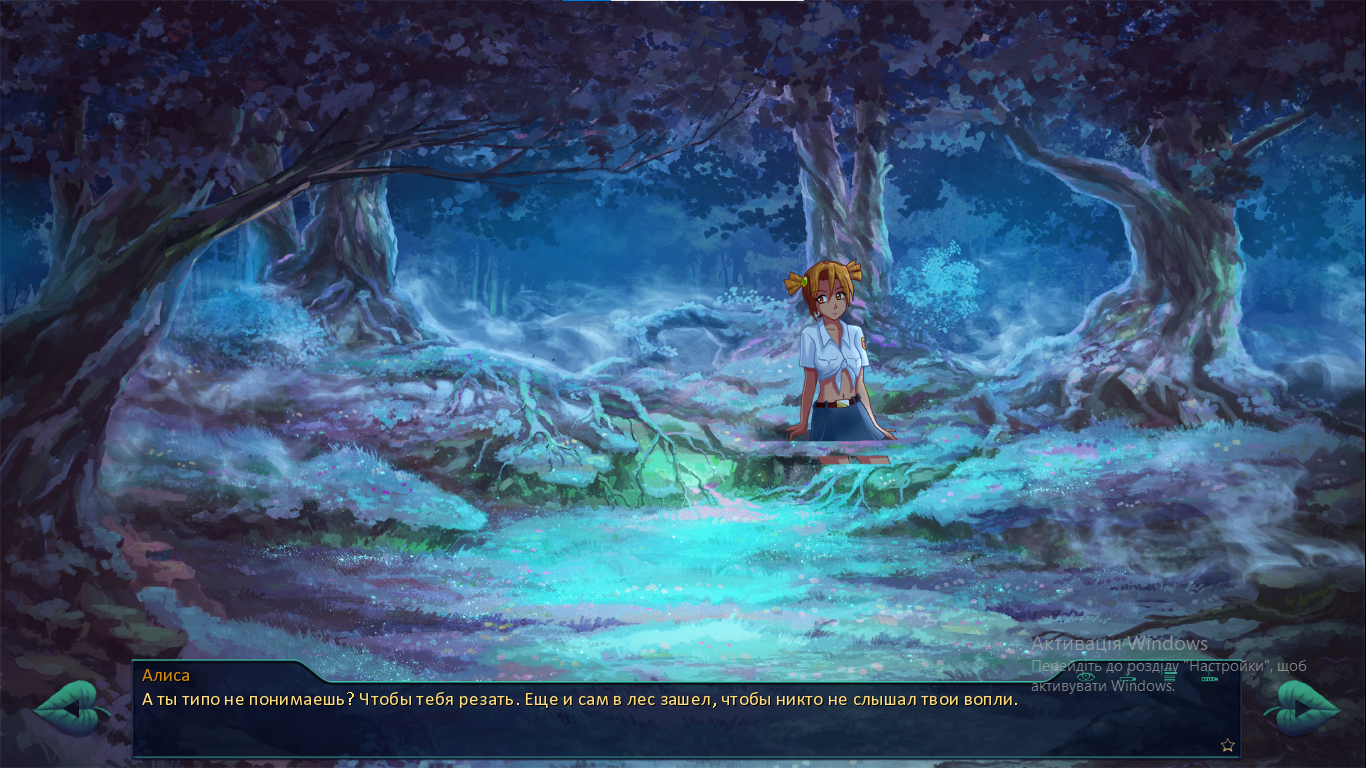 Активація Windows
Перейдіть до розділу "Настройки", щоб
активувати Windows.
Алиса
А ты типо не понимаешь? Чтобы тебя резать. Еще и сам в лес зашел, чтобы никто не слышал твои вопли.